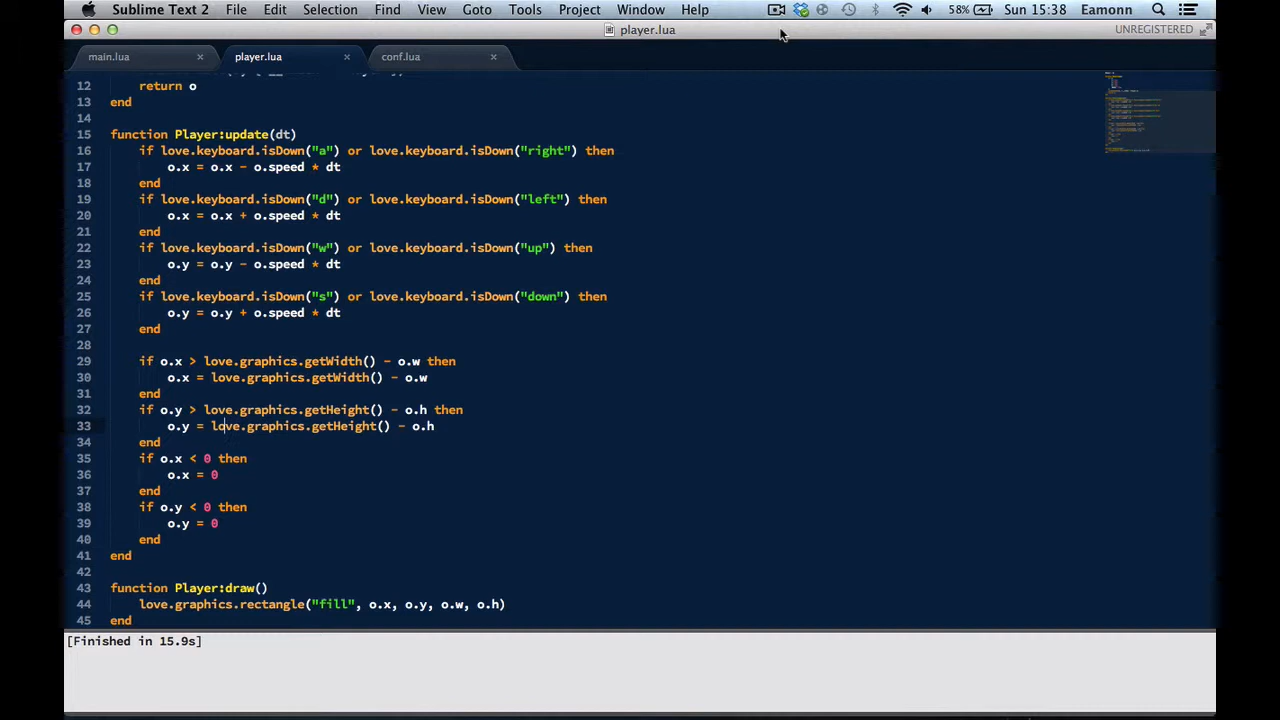 Sublime Text 2 File Edit Selection Find View Goto Tools Project Window Help 58% Sun 15:38 Eamonn
player.lua UNREGISTERED
main.lua player.lua conf.lua
12 return o
13 end
14
15 function Player:update(dt)
16 if love.keyboard.isDown("a") or love.keyboard.isDown("right") then
17 o.x = o.x - o.speed * dt
18 end
19 if love.keyboard.isDown("d") or love.keyboard.isDown("left") then
20 o.x = o.x + o.speed * dt
21 end
22 if love.keyboard.isDown("w") or love.keyboard.isDown("up") then
23 o.y = o.y - o.speed * dt
24 end
25 if love.keyboard.isDown("s") or love.keyboard.isDown("down") then
26 o.y = o.y + o.speed * dt
27 end
28
29 if o.x > love.graphics.getWidth() - o.w then
30 o.x = love.graphics.getWidth() - o.w
31 end
32 if o.y > love.graphics.getHeight() - o.h then
33 o.y = love.graphics.getHeight() - o.h
34 end
35 if o.x < 0 then
36 o.x = 0
37 end
38 if o.y < 0 then
39 o.y = 0
40 end
41 end
42
43 function Player:draw()
44 love.graphics.rectangle("fill", o.x, o.y, o.w, o.h)
45 end
[Finished in 15.9s]